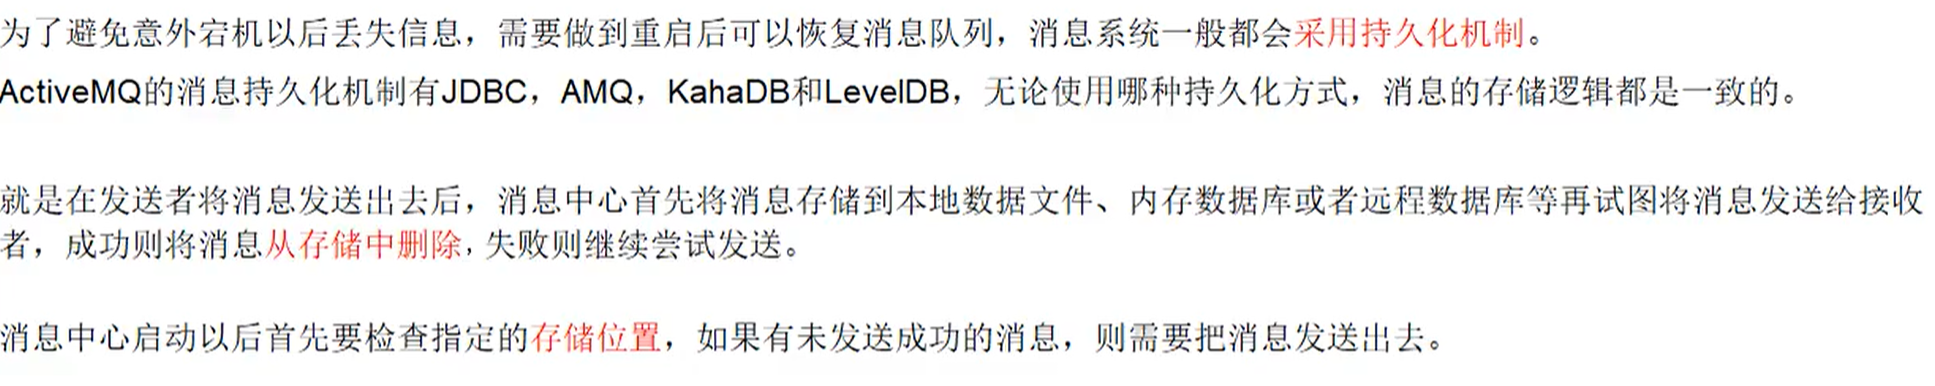 为了避免意外宕机以后丢失信息，需要做到重启后可以恢复消息队列，消息系统一般都会采用持久化机制。
ActiveMQ的消息持久化机制有JDBC，AMQ，KahaDB和LevelDB，无论使用哪种持久化方式，消息的存储逻辑都是一致的。
就是在发送者将消息发送出去后，消息中心首先将消息存储到本地数据文件、内存数据库或者远程数据库等再试图将消息发送给接收
者，成功则将消息从存储中删除，失败则继续尝试发送。
消息中心启动以后首先要检查指定的存储位置，如果有未发送成功的消息，则需要把消息发送出去。